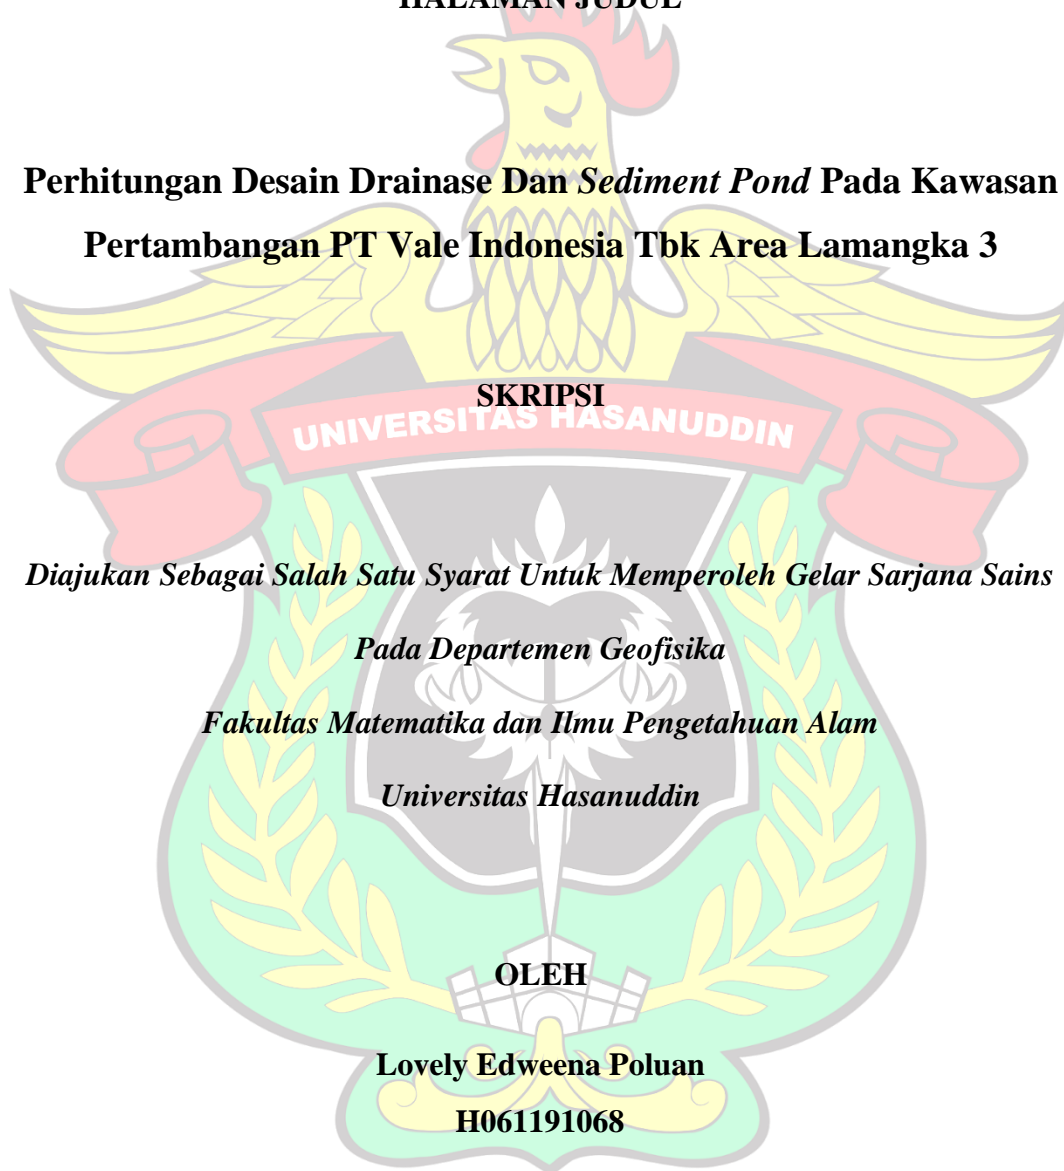 HALAMAN JUDUL
Perhitungan Desain Drainase Dan Sediment Pond Pada Kawasan
Pertambangan PT Vale Indonesia Tbk Area Lamangka 3
SKRIPSI
UNIVERSITAS HASANUDDIN
Diajukan Sebagai Salah Satu Syarat Untuk Memperoleh Gelar Sarjana Sains
Pada Departemen Geofisika
Fakultas Matematika dan Ilmu Pengetahuan Alam
Universitas Hasanuddin
OLEH
Lovely Edweena Poluan
H061191068